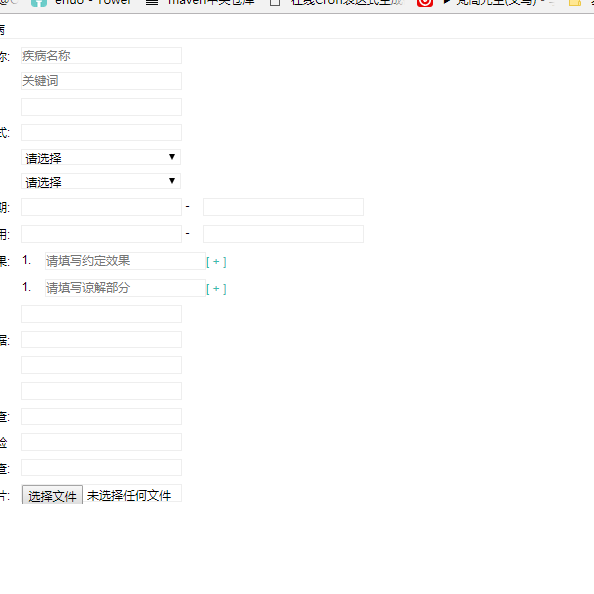 enuo - Tower maven中央仓库 在线Cron表达式生成
病
称: 疾病名称
关键词
式:
请选择
请选择
期: -
用: -
果: 1. 请填写约定效果 [ + ]
1. 请填写谅解部分 [ + ]
据:
查:
验
查:
片: 选择文件 未选择任何文件